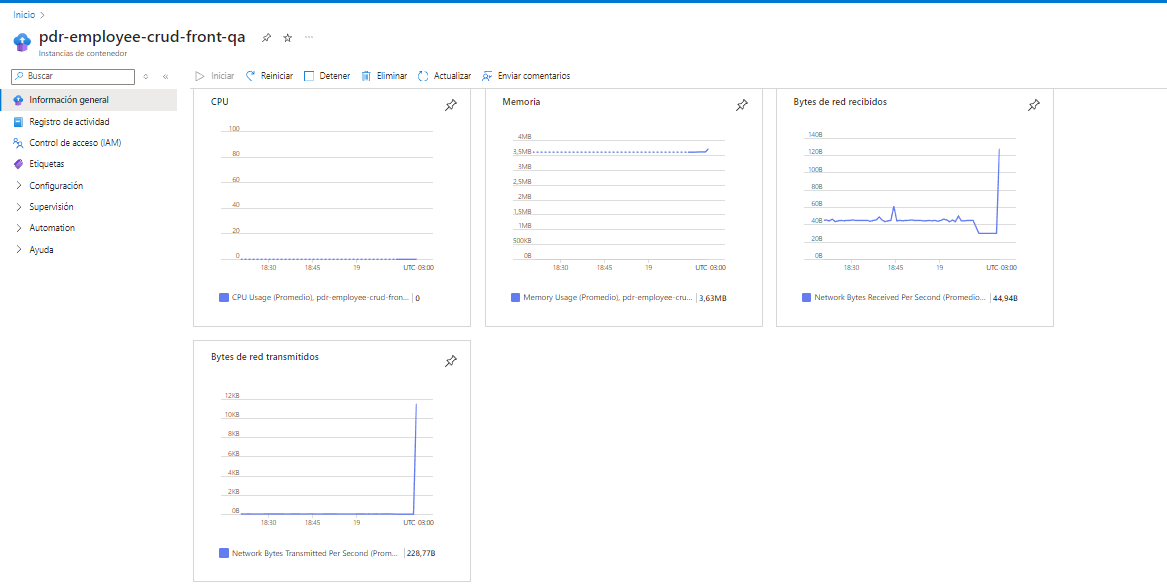 Inicio >
pdr-employee-crud-front-qa
Instancias de contenedor
Buscar
Iniciar Reiniciar Detener Eliminar Actualizar Enviar comentarios
Información general
Registro de actividad
Control de acceso (IAM)
Etiquetas
Configuración
Supervisión
Automation
Ayuda
CPU
100
80
60
40
20
0
18:30 18:45 19 UTC-03:00
CPU Usage (Promedio), pdr-employee-crud-fron... 0
Memoria
4MB
3,5MB
3MB
2,5MB
2MB
1,5MB
1MB
500KB
0B
18:30 18:45 19 UTC-03:00
Memory Usage (Promedio), pdr-employee-cru... 3,63MB
Bytes de red recibidos
140B
120B
100B
80B
60B
40B
20B
0B
18:30 18:45 19 UTC-03:00
Network Bytes Received Per Second (Promedio... 44,94B
Bytes de red transmitidos
12KB
10KB
8KB
6KB
4KB
2KB
0B
18:30 18:45 19 UTC-03:00
Network Bytes Transmitted Per Second (Prom... 228,77B